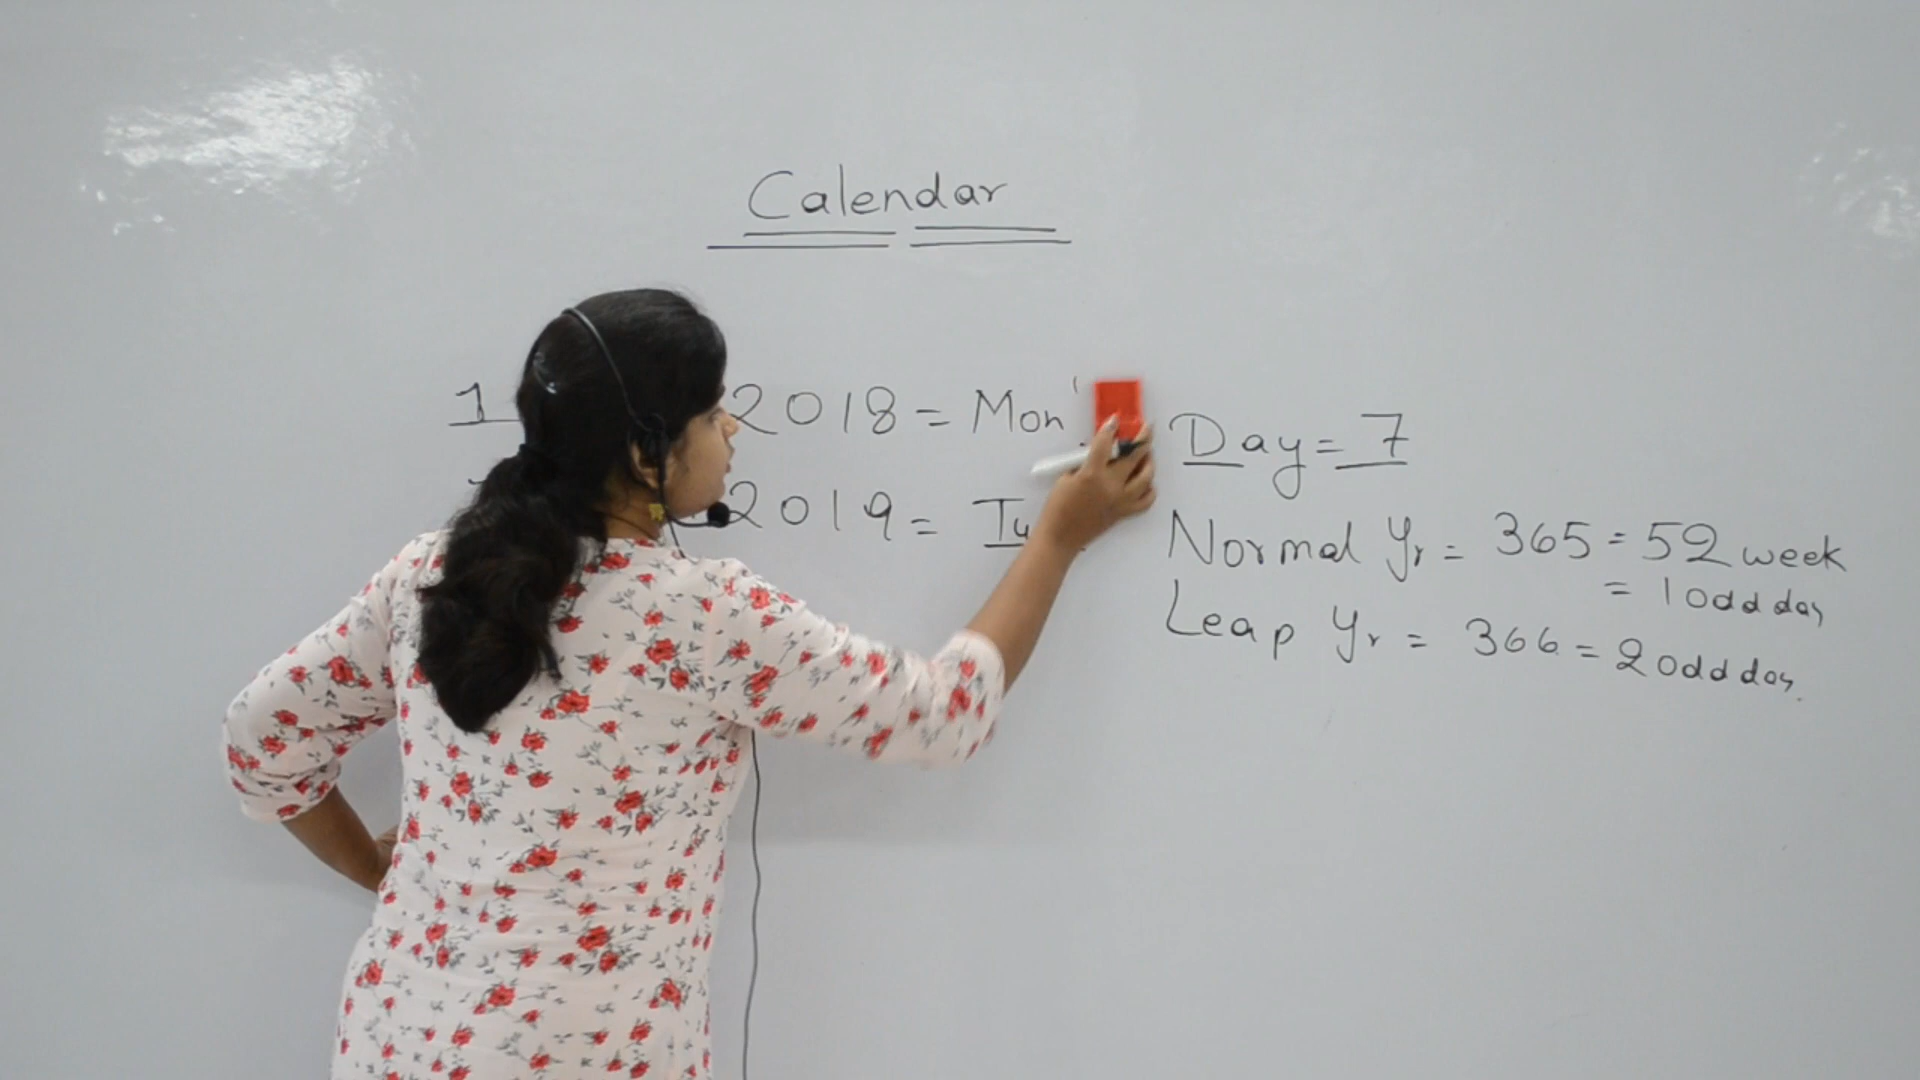 Calendar
1 2018 = Mon
2019 = Tu
Day = 7
Normal Yr = 365 = 52 week
= 1 odd day
Leap Yr = 366 = 2 odd day.